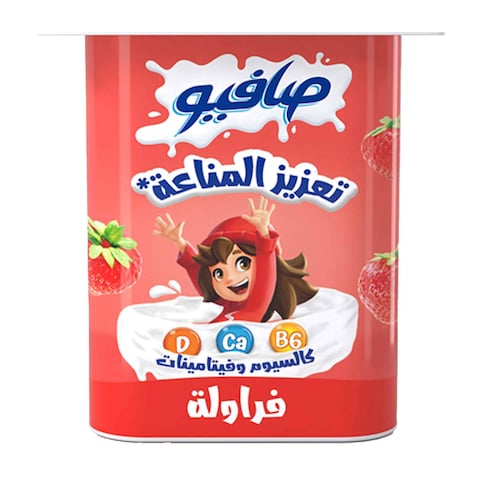 صافيو
تعزيز المناعة*
D Ca B6
كالسيوم وفيتامينات
فراولة